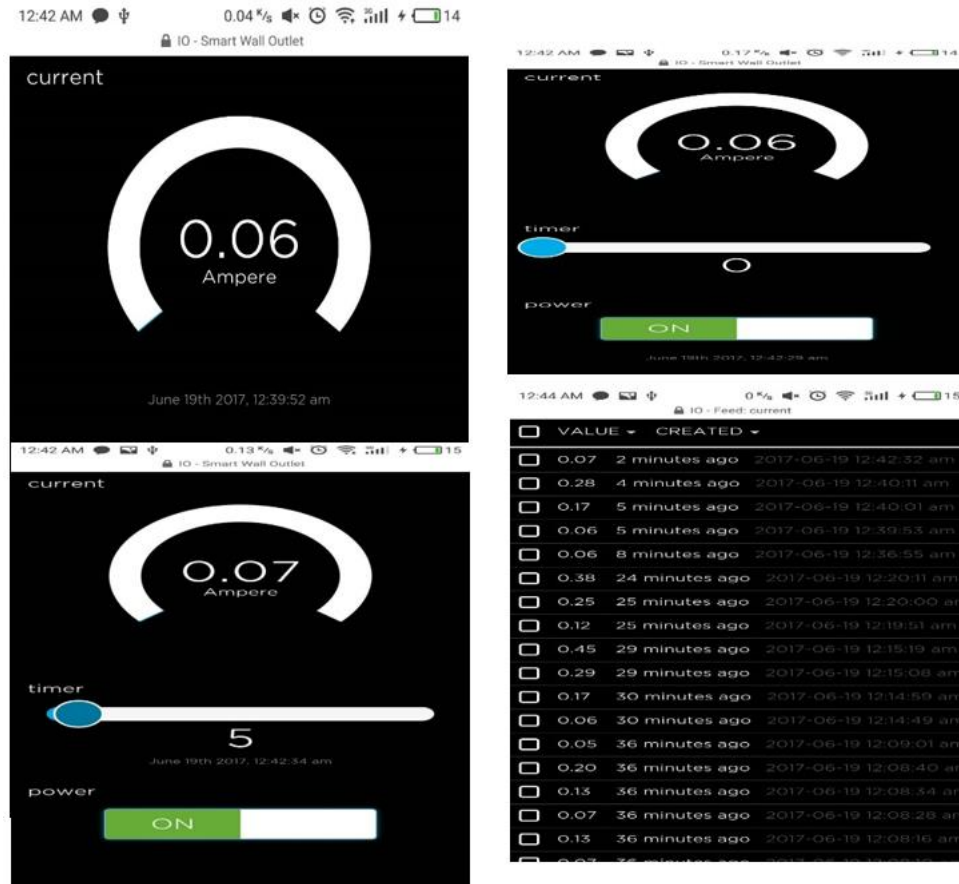 12:42 AM 0.04 K/s 14
IO - Smart Wall Outlet
current
0.06
Ampere
June 19th 2017, 12:39:52 am
12:42 AM 0.13 K/s 15
IO - Smart Wall Outlet
current
0.07
Ampere
timer
5
June 19th 2017, 12:42:34 am
power
ON
12:42 AM 0.17 K/s 14
IO - Smart Wall Outlet
current
0.06
Ampere
timer
0
power
ON
June 19th 2017, 12:42:29 am
12:44 AM 0 K/s 15
IO - Feed: current
VALUE CREATED
0.07 2 minutes ago 2017-06-19 12:42:32 am
0.28 4 minutes ago 2017-06-19 12:40:11 am
0.17 5 minutes ago 2017-06-19 12:40:01 am
0.06 5 minutes ago 2017-06-19 12:39:53 am
0.06 8 minutes ago 2017-06-19 12:36:55 am
0.38 24 minutes ago 2017-06-19 12:20:11 am
0.25 25 minutes ago 2017-06-19 12:20:00 am
0.12 25 minutes ago 2017-06-19 12:19:51 am
0.45 29 minutes ago 2017-06-19 12:15:19 am
0.29 29 minutes ago 2017-06-19 12:15:08 am
0.17 30 minutes ago 2017-06-19 12:14:59 am
0.06 30 minutes ago 2017-06-19 12:14:49 am
0.05 36 minutes ago 2017-06-19 12:09:01 am
0.20 36 minutes ago 2017-06-19 12:08:40 am
0.13 36 minutes ago 2017-06-19 12:08:34 am
0.07 36 minutes ago 2017-06-19 12:08:28 am
0.13 36 minutes ago 2017-06-19 12:08:16 am